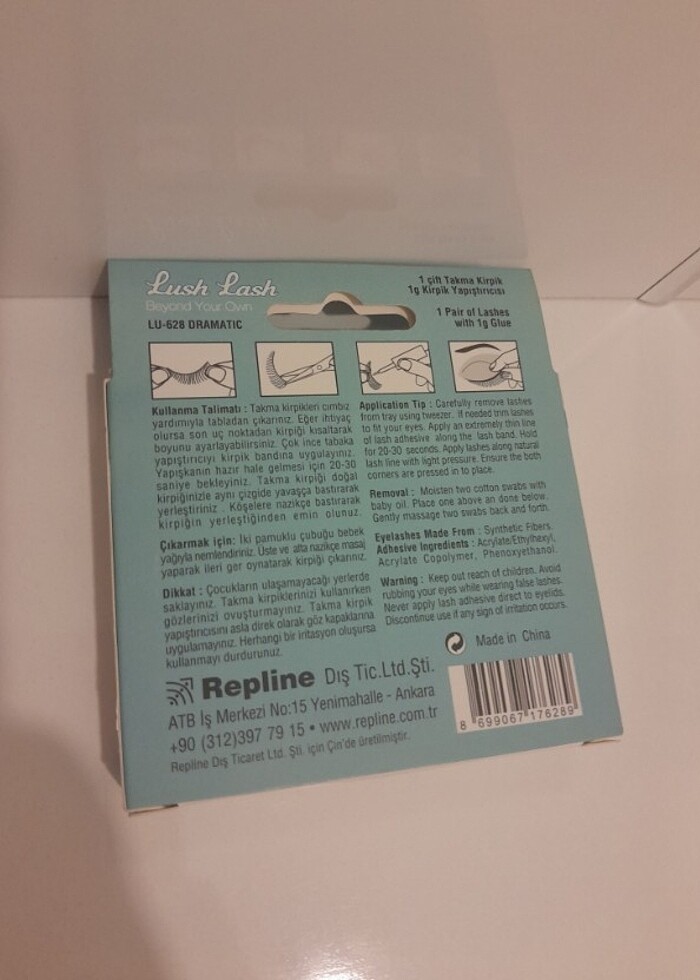 Lush Lash
Beyond Your Own
LU-628 DRAMATIC
1 çift Takma Kirpik
1g Kirpik Yapıştırıcısı
1 Pair of Lashes
with 1g Glue
Kullanma Talimatı : Takma kirpikleri cımbız
yardımıyla tabladan çıkarınız. Eğer ihtiyaç
olursa son uç noktadan kirpiği kısaltarak
boyunu ayarlayabilirsiniz. Çok ince tabaka
yapıştırıcıyı kirpik bandına uygulayınız.
Yapışkanın hazır hale gelmesi için 20-30
saniye bekleyiniz. Takma kirpiği doğal
kirpiğinizle aynı çizgide yavaşça bastırarak
yerleştiriniz . Köşelere nazikçe bastırarak
kirpiğin yerleştiğinden emin olunuz.
Çıkarmak için: İki pamuklu çubuğu bebek
yağıyla nemlendiriniz. Üste ve alta nazikçe masaj
yaparak ileri ger oynatarak kirpiği çıkarınız.
Dikkat : Çocukların ulaşamayacağı yerlerde
saklayınız. Takma kirpiklerinizi kullanırken
gözlerinizi ovuşturmayınız. Takma kirpik
yapıştırıcısını asla direk olarak göz kapaklarına
uygulamayınız. Herhangi bir iritasyon oluşursa
kullanmayı durdurunuz.
Application Tip : Carefully remove lashes
from tray using tweezer. If needed trim lashes
to fit your eyes. Apply an extremely thin line
of lash adhesive along the lash band. Hold
for 20-30 seconds. Apply lashes along natural
lash line with light pressure. Ensure the both
corners are pressed in to place.
Removal : Moisten two cotton swabs with
baby oil. Place one above an done below.
Gently massage two swabs back and forth.
Eyelashes Made From : Synthetic Fibers.
Adhesive Ingredients : Acrylate/Ethylhexyl,
Acrylate Copolymer, Phenoxyethanol.
Warning : Keep out reach of children. Avoid
rubbing your eyes while wearing false lashes.
Never apply lash adhesive direct to eyelids.
Discontinue use if any sign of irritation occurs.
Made in China
Repline Dış Tic.Ltd.Şti.
ATB İş Merkezi No:15 Yenimahalle - Ankara
+90 (312)397 79 15 • www.repline.com.tr
Repline Dış Ticaret Ltd. Şti. için Çin'de üretilmiştir.
8 699067 176289